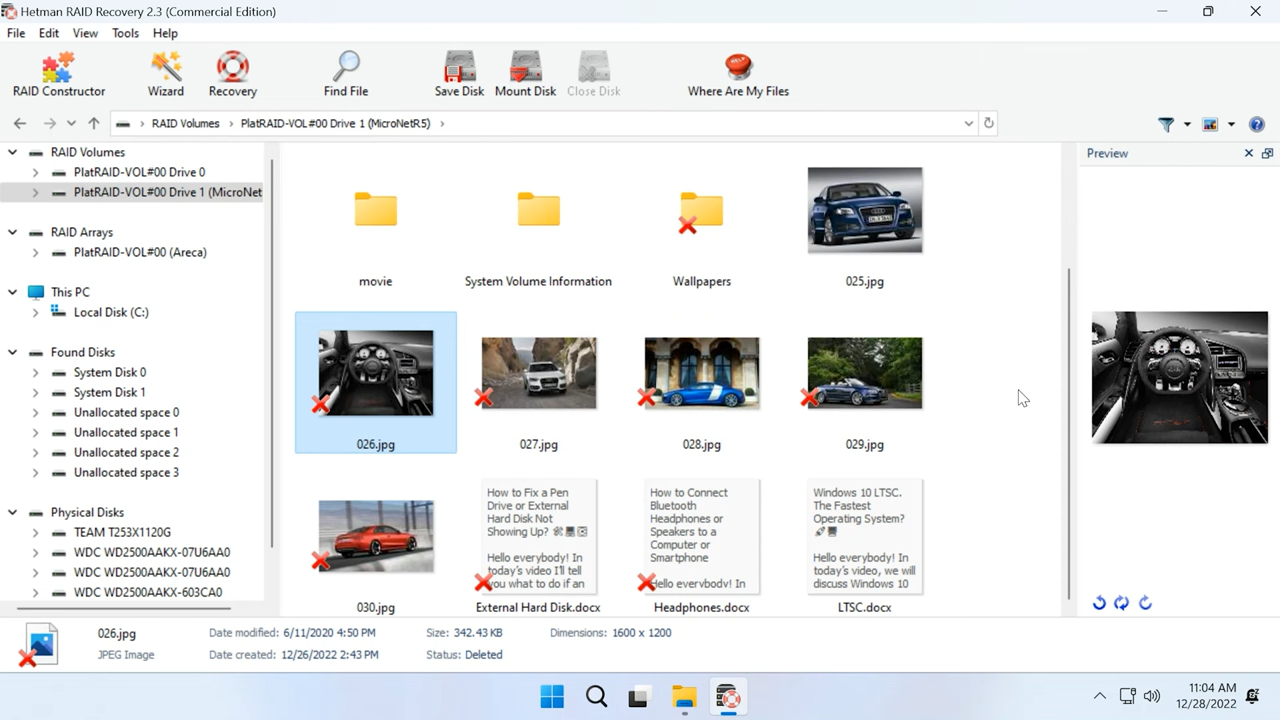 Hetman RAID Recovery 2.3 (Commercial Edition)
File Edit View Tools Help
RAID Constructor Wizard Recovery Find File Save Disk Mount Disk Close Disk HELP Where Are My Files
RAID Volumes PlatRAID-VOL#00 Drive 1 (MicroNetR5)
RAID Volumes
PlatRAID-VOL#00 Drive 0
PlatRAID-VOL#00 Drive 1 (MicroNet
RAID Arrays
PlatRAID-VOL#00 (Areca)
This PC
Local Disk (C:)
Found Disks
System Disk 0
System Disk 1
Unallocated space 0
Unallocated space 1
Unallocated space 2
Unallocated space 3
Physical Disks
TEAM T253X1120G
WDC WD2500AAKX-07U6AA0
WDC WD2500AAKX-07U6AA0
WDC WD2500AAKX-603CA0
movie System Volume Information Wallpapers 025.jpg
026.jpg 027.jpg 028.jpg 029.jpg
How to Fix a Pen
Drive or External
Hard Disk Not
Showing Up?
Hello everybody! In
today's video I'll tell
you what to do if an
How to Connect
Bluetooth
Headphones or
Speakers to a
Computer or
Smartphone
Hello everybody! In
Windows 10 LTSC.
The Fastest
Operating System?
Hello everybody! In
today's video, we will
discuss Windows 10
030.jpg External Hard Disk.docx Headphones.docx LTSC.docx
Preview
026.jpg
JPEG Image
Date modified: 6/11/2020 4:50 PM
Date created: 12/26/2022 2:43 PM
Size: 342.43 KB
Status: Deleted
Dimensions: 1600 x 1200
11:04 AM
12/28/2022